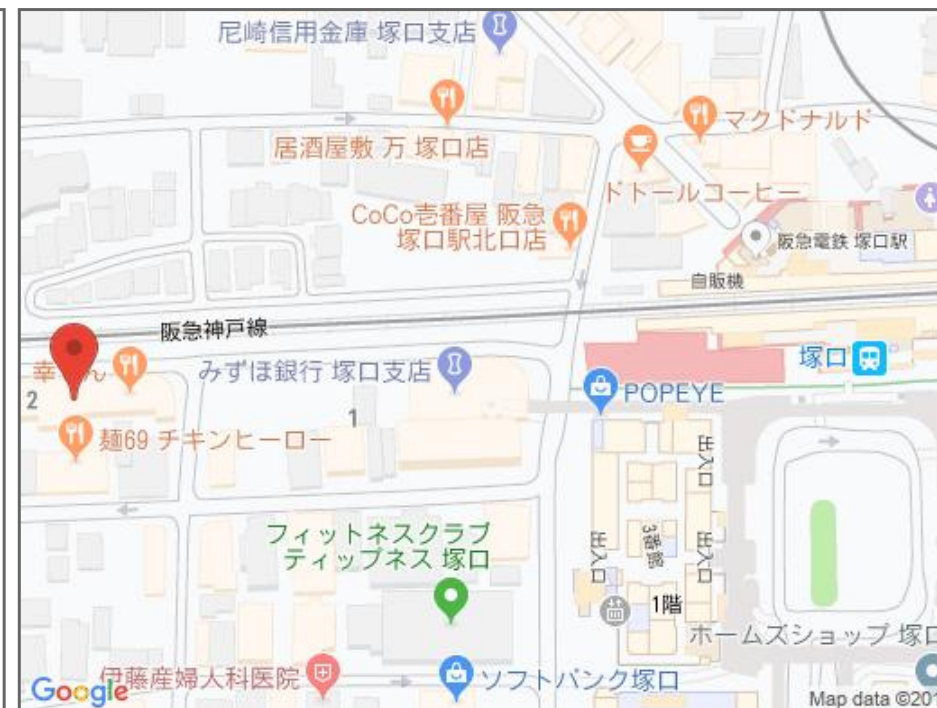 尼崎信用金庫 塚口支店
居酒屋敷 万 塚口店
マクドナルド
ドトールコーヒー
CoCo壱番屋 阪急
塚口駅北口店
阪急電鉄 塚口駅
自販機
阪急神戸線
塚口
幸
ん
みずほ銀行 塚口支店
POPEYE
2
1
麺69 チキンヒーロー
出入口
フィットネスクラブ
ティップネス 塚口
出入口
3番館
出入口
1階
ホームズショップ 塚口
伊藤産婦人科医院
ソフトバンク塚口
Google
Map data ©201